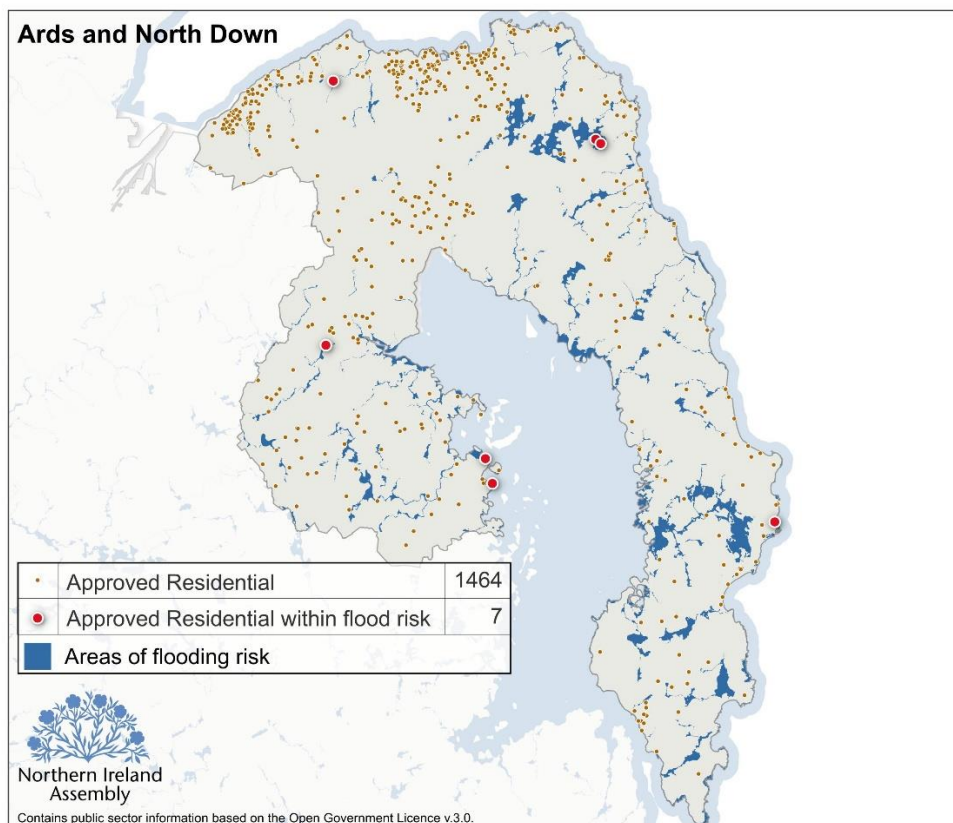 Ards and North Down
Approved Residential 1464
Approved Residential within flood risk 7
Areas of flooding risk
Northern Ireland
Assembly
Contains public sector information based on the Open Government Licence v.3.0.